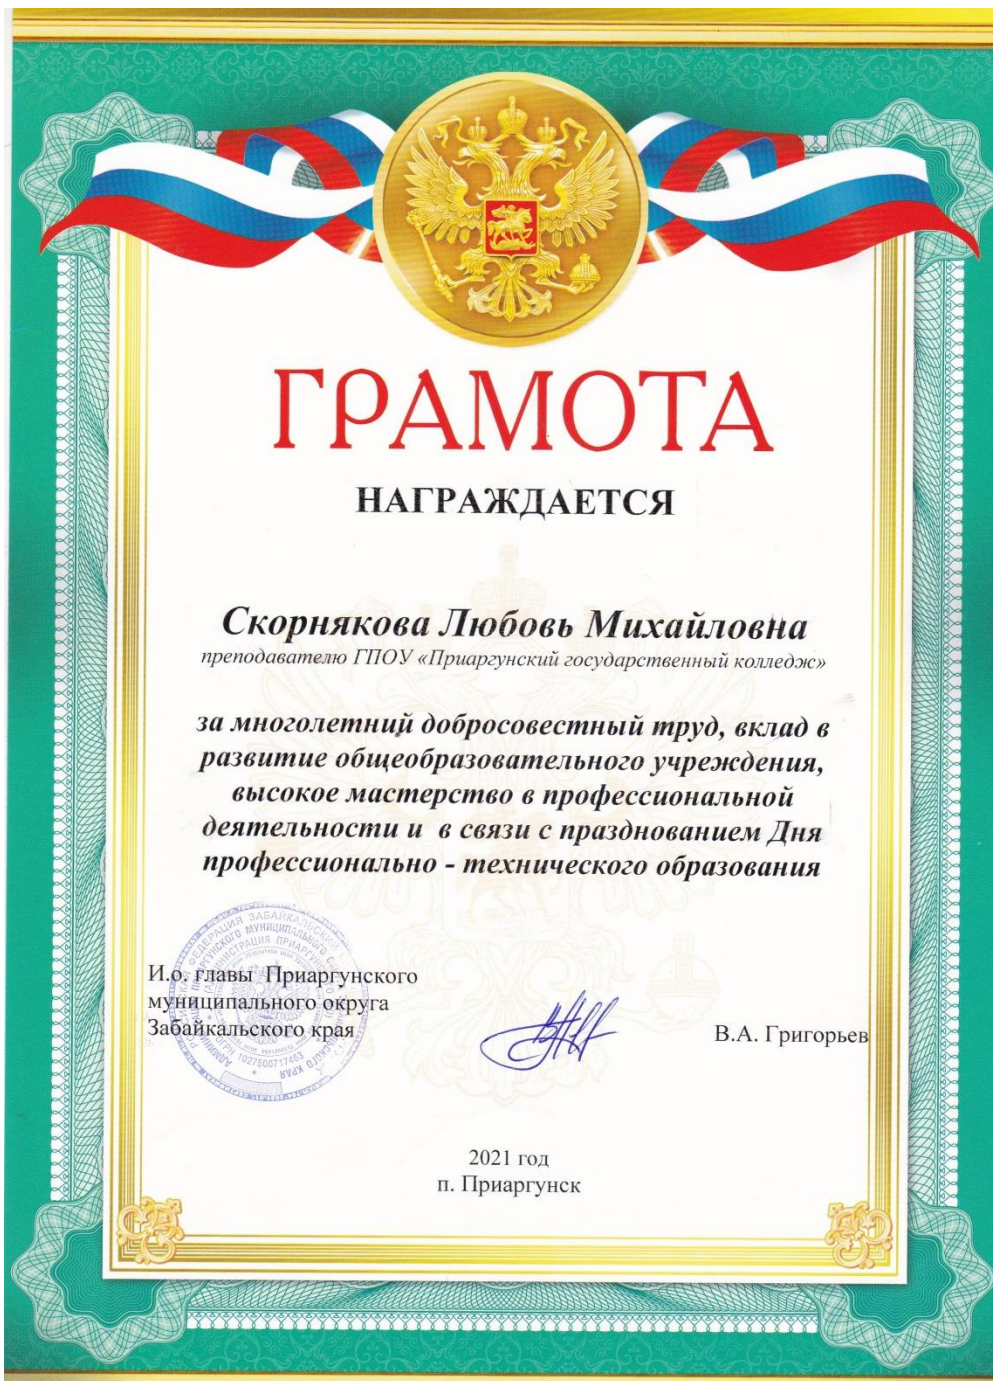 ГРАМОТА
НАГРАЖДАЕТСЯ
Скорнякова Любовь Михайловна
преподавателю ГПОУ «Приаргунский государственный колледж»
за многолетний добросовестный труд, вклад в
развитие общеобразовательного учреждения,
высокое мастерство в профессиональной
деятельности и в связи с празднованием Дня
профессионально - технического образования
И.о. главы Приаргунского
муниципального округа
Забайкальского края
В.А. Григорьев
ОГРН 1027500717463
2021 год
п. Приаргунск